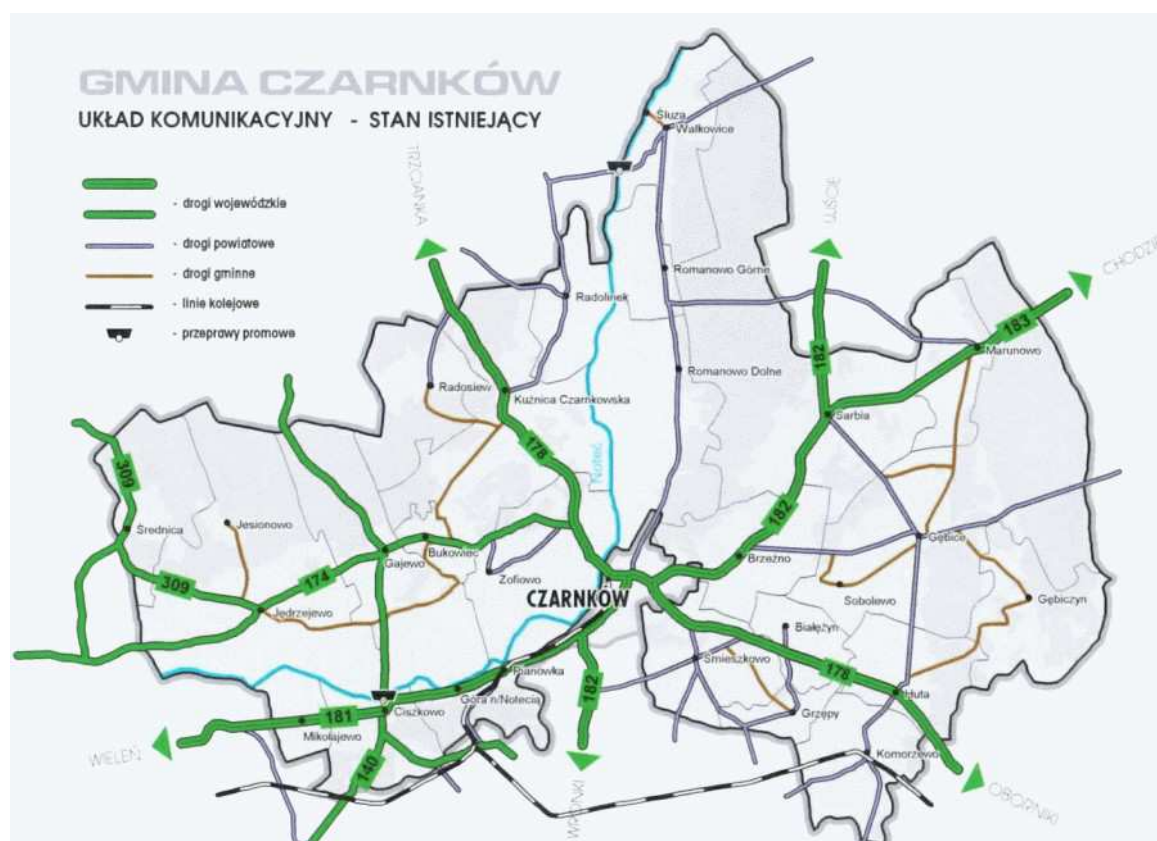 GMINA CZARNKÓW
UKŁAD KOMUNIKACYJNY - STAN ISTNIEJĄCY
- drogi wojewódzkie
- drogi powiatowe
- drogi gminne
- linie kolejowe
- przeprawy promowe
TRZCIANKA
UJŚCIE
CHODZIE
Śluza
Walkowice
Romanowo Górne
Radolinek
183
182
Marunowo
Romanowo Dolne
Radosiew
Kuźnica Czarnkowska
Sarbia
178
Noteć
309
182
Średnica
Jesionowo
Bukowiec
Gajewo
Gębice
Brzeźno
174
309
Zofiowo
CZARNKÓW
Sobolewo
Gębiczyn
Jędrzejewo
Białężyn
Śmieszkowo
Pianówka
178
182
Huta
Góra n/Notecią
Ciszkowo
181
Mikołajewo
Grzępy
WIELEŃ
Komorzewo
140
WRONKI
OBORNIKI